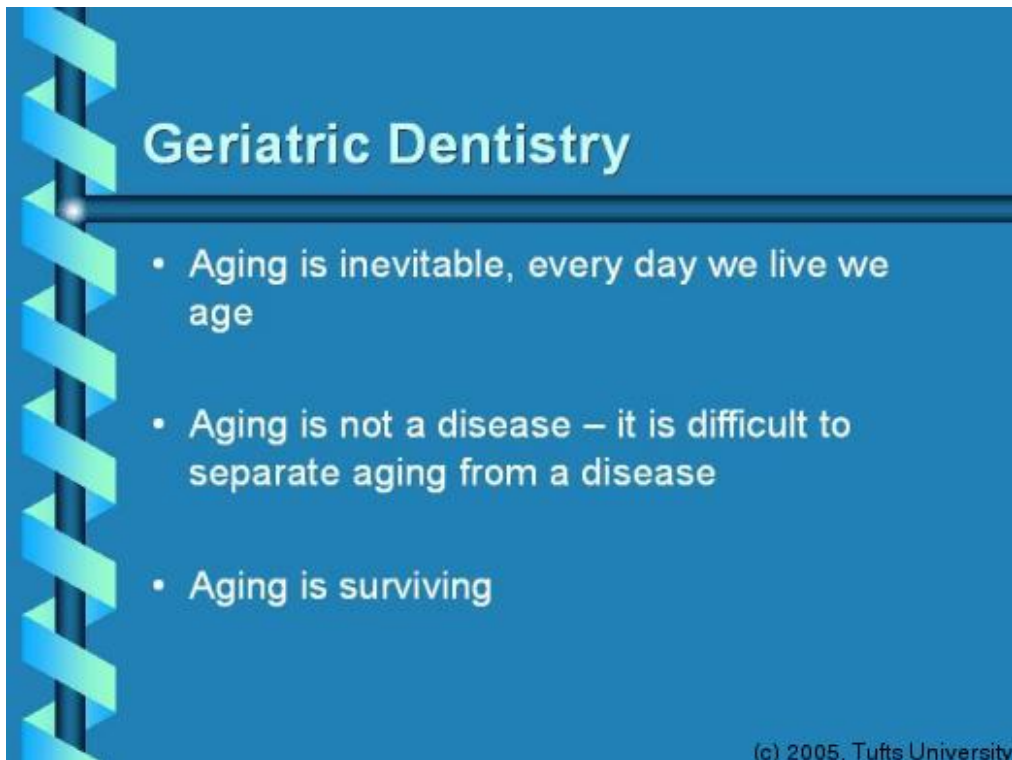 Geriatric Dentistry
• Aging is inevitable, every day we live we
age
• Aging is not a disease – it is difficult to
separate aging from a disease
• Aging is surviving
(c) 2005, Tufts University